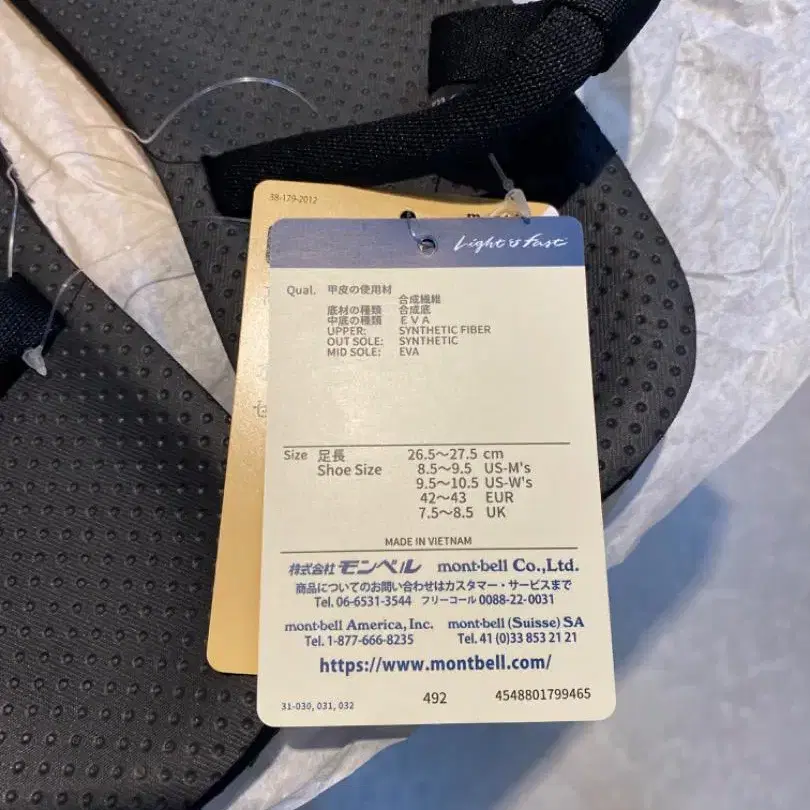 38-179-2012
Light & Fast
Qual. 甲皮の使用材
合成繊維
底材の種類 合成底
中底の種類 EVA
UPPER: SYNTHETIC FIBER
OUT SOLE: SYNTHETIC
MID SOLE: EVA
Size 足長 26.5～27.5 cm
Shoe Size 8.5～9.5 US-M's
9.5～10.5 US-W's
42～43 EUR
7.5～8.5 UK
MADE IN VIETNAM
株式会社 モンベル mont-bell Co.,Ltd.
商品についてのお問い合わせはカスタマー・サービスまで
Tel. 06-6531-3544 フリーコール 0088-22-0031
mont-bell America, Inc. mont-bell (Suisse) SA
Tel. 1-877-666-8235 Tel. 41 (0)33 853 21 21
https://www.montbell.com/
31-030, 031, 032 492 4548801799465